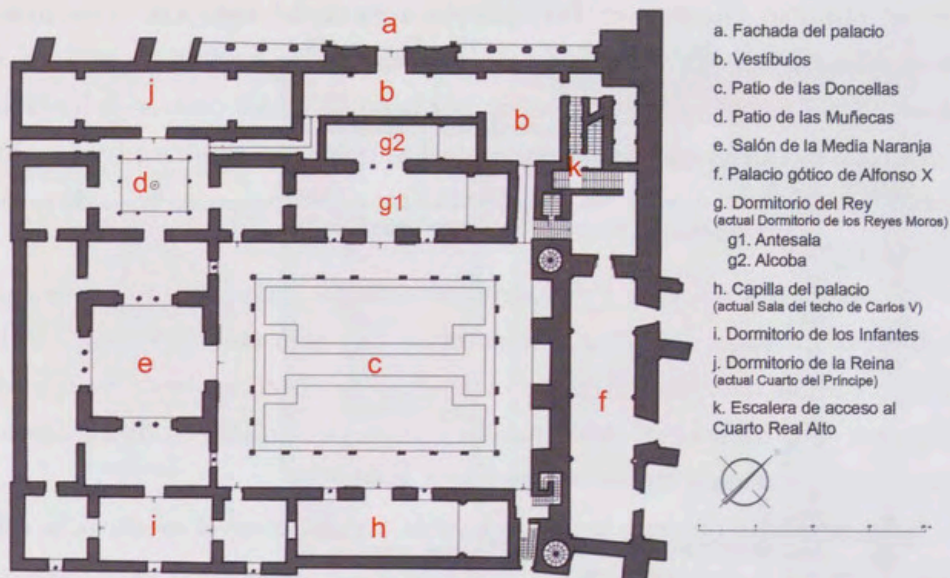 a
j
b
b
g2
k
d
g1
e
c
f
i
h
a. Fachada del palacio
b. Vestíbulos
c. Patio de las Doncellas
d. Patio de las Muñecas
e. Salón de la Media Naranja
f. Palacio gótico de Alfonso X
g. Dormitorio del Rey
(actual Dormitorio de los Reyes Moros)
g1. Antesala
g2. Alcoba
h. Capilla del palacio
(actual Sala del techo de Carlos V)
i. Dormitorio de los Infantes
j. Dormitorio de la Reina
(actual Cuarto del Príncipe)
k. Escalera de acceso al
Cuarto Real Alto